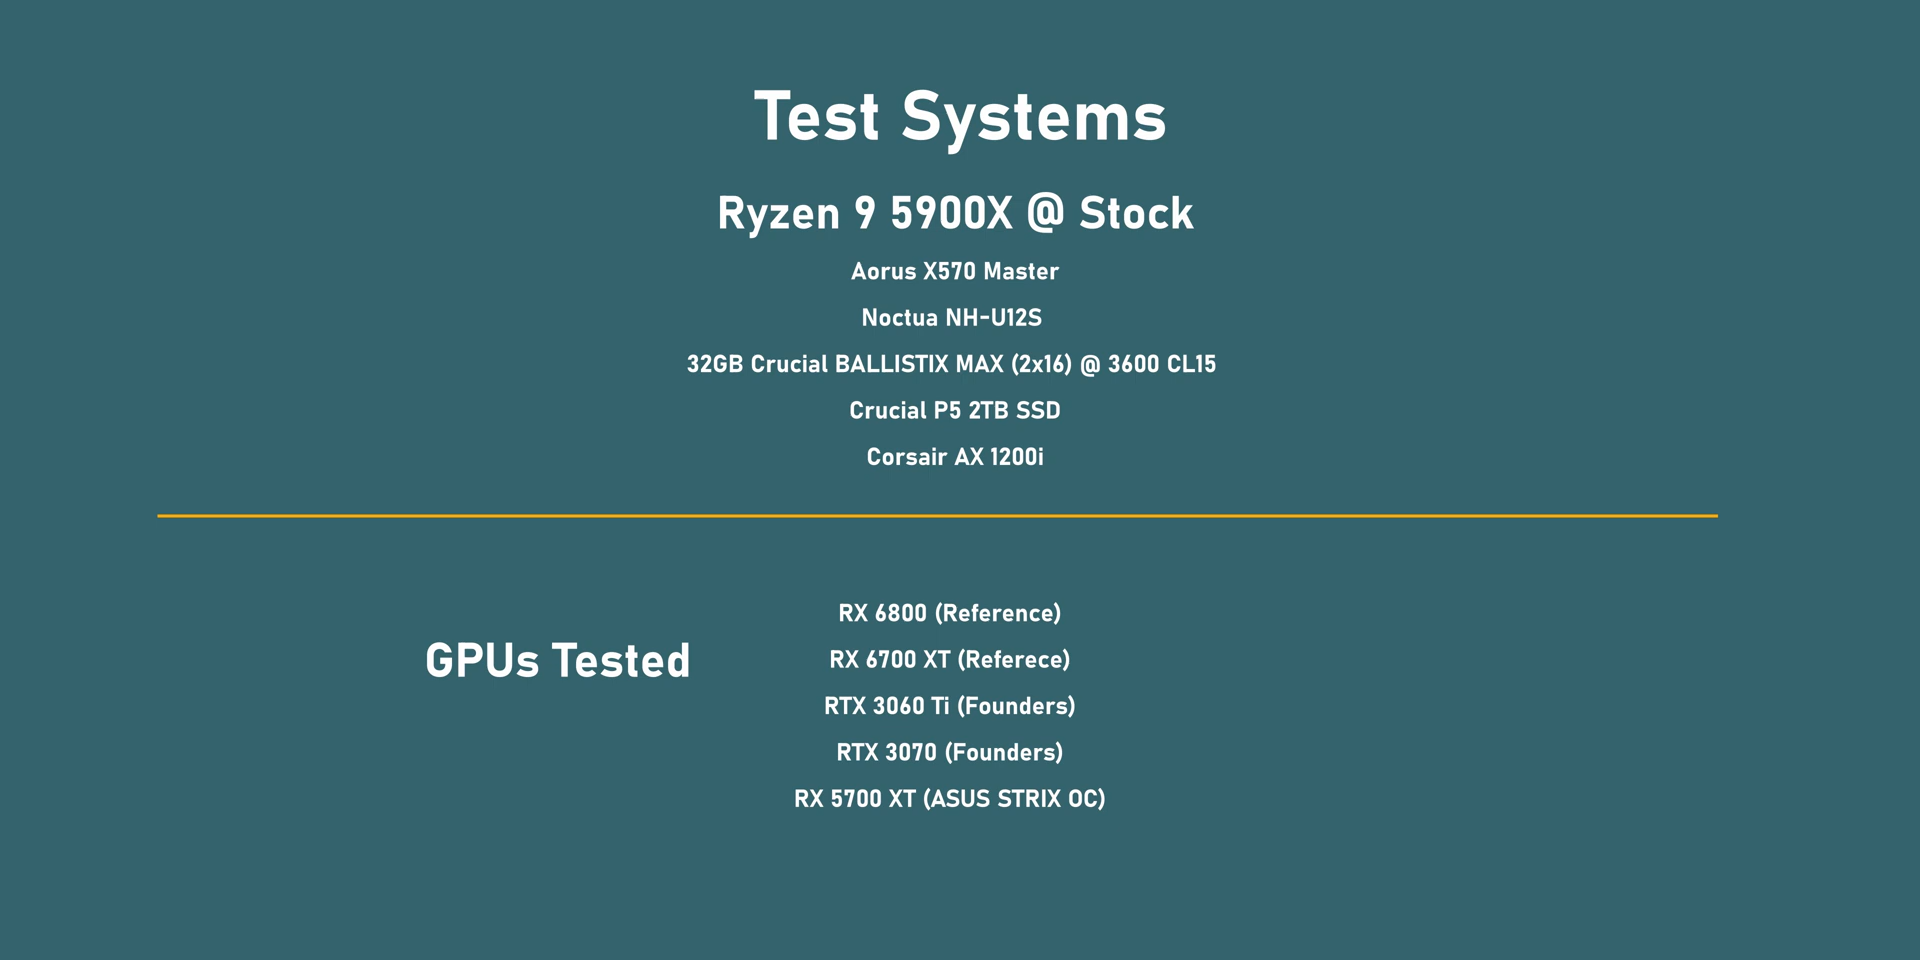 Test Systems
Ryzen 9 5900X @ Stock
Aorus X570 Master
Noctua NH-U12S
32GB Crucial BALLISTIX MAX (2x16) @ 3600 CL15
Crucial P5 2TB SSD
Corsair AX 1200i
GPUs Tested
RX 6800 (Reference)
RX 6700 XT (Referece)
RTX 3060 Ti (Founders)
RTX 3070 (Founders)
RX 5700 XT (ASUS STRIX OC)